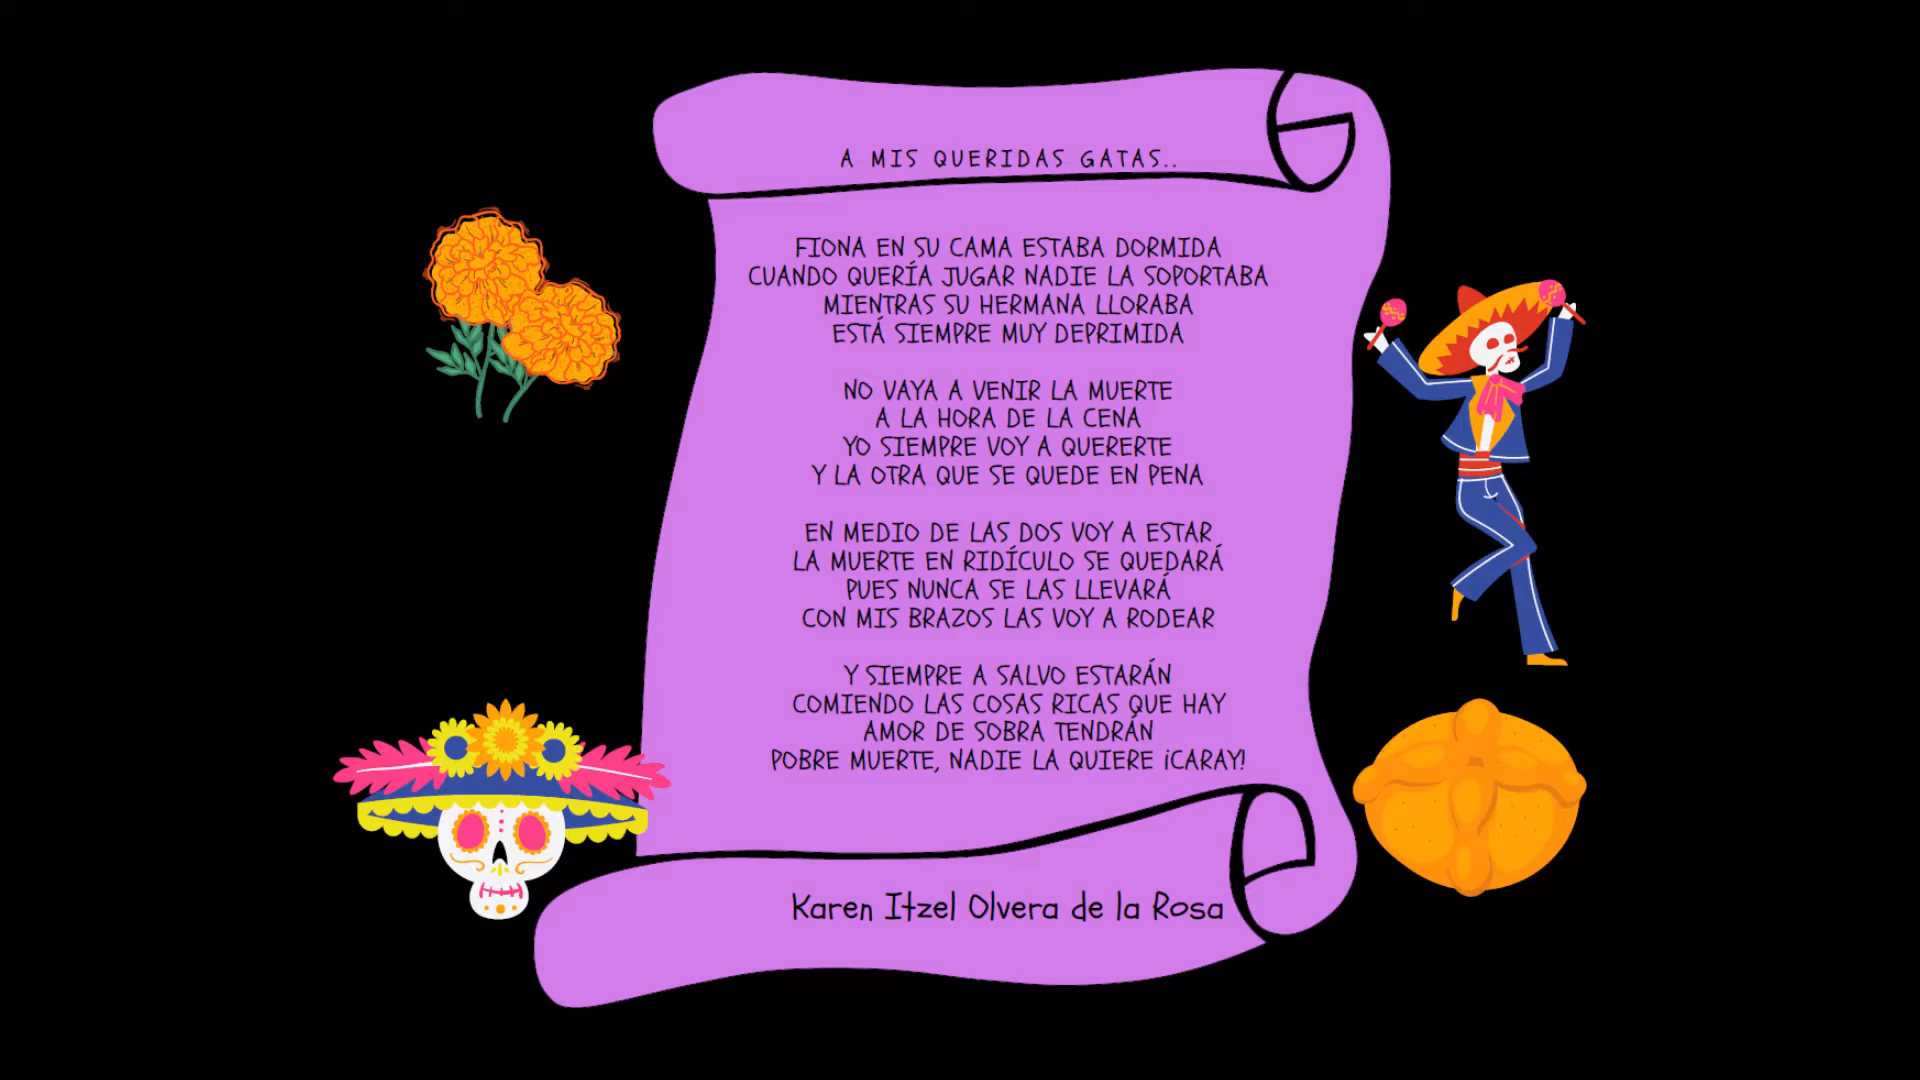 A MIS QUERIDAS GATAS..
FIONA EN SU CAMA ESTABA DORMIDA
CUANDO QUERÍA JUGAR NADIE LA SOPORTABA
MIENTRAS SU HERMANA LLORABA
ESTÁ SIEMPRE MUY DEPRIMIDA
NO VAYA A VENIR LA MUERTE
A LA HORA DE LA CENA
YO SIEMPRE VOY A QUERERTE
Y LA OTRA QUE SE QUEDE EN PENA
EN MEDIO DE LAS DOS VOY A ESTAR
LA MUERTE EN RIDÍCULO SE QUEDARÁ
PUES NUNCA SE LAS LLEVARÁ
CON MIS BRAZOS LAS VOY A RODEAR
Y SIEMPRE A SALVO ESTARÁN
COMIENDO LAS COSAS RICAS QUE HAY
AMOR DE SOBRA TENDRÁN
POBRE MUERTE, NADIE LA QUIERE ¡CARAY!
Karen Itzel Olvera de la Rosa